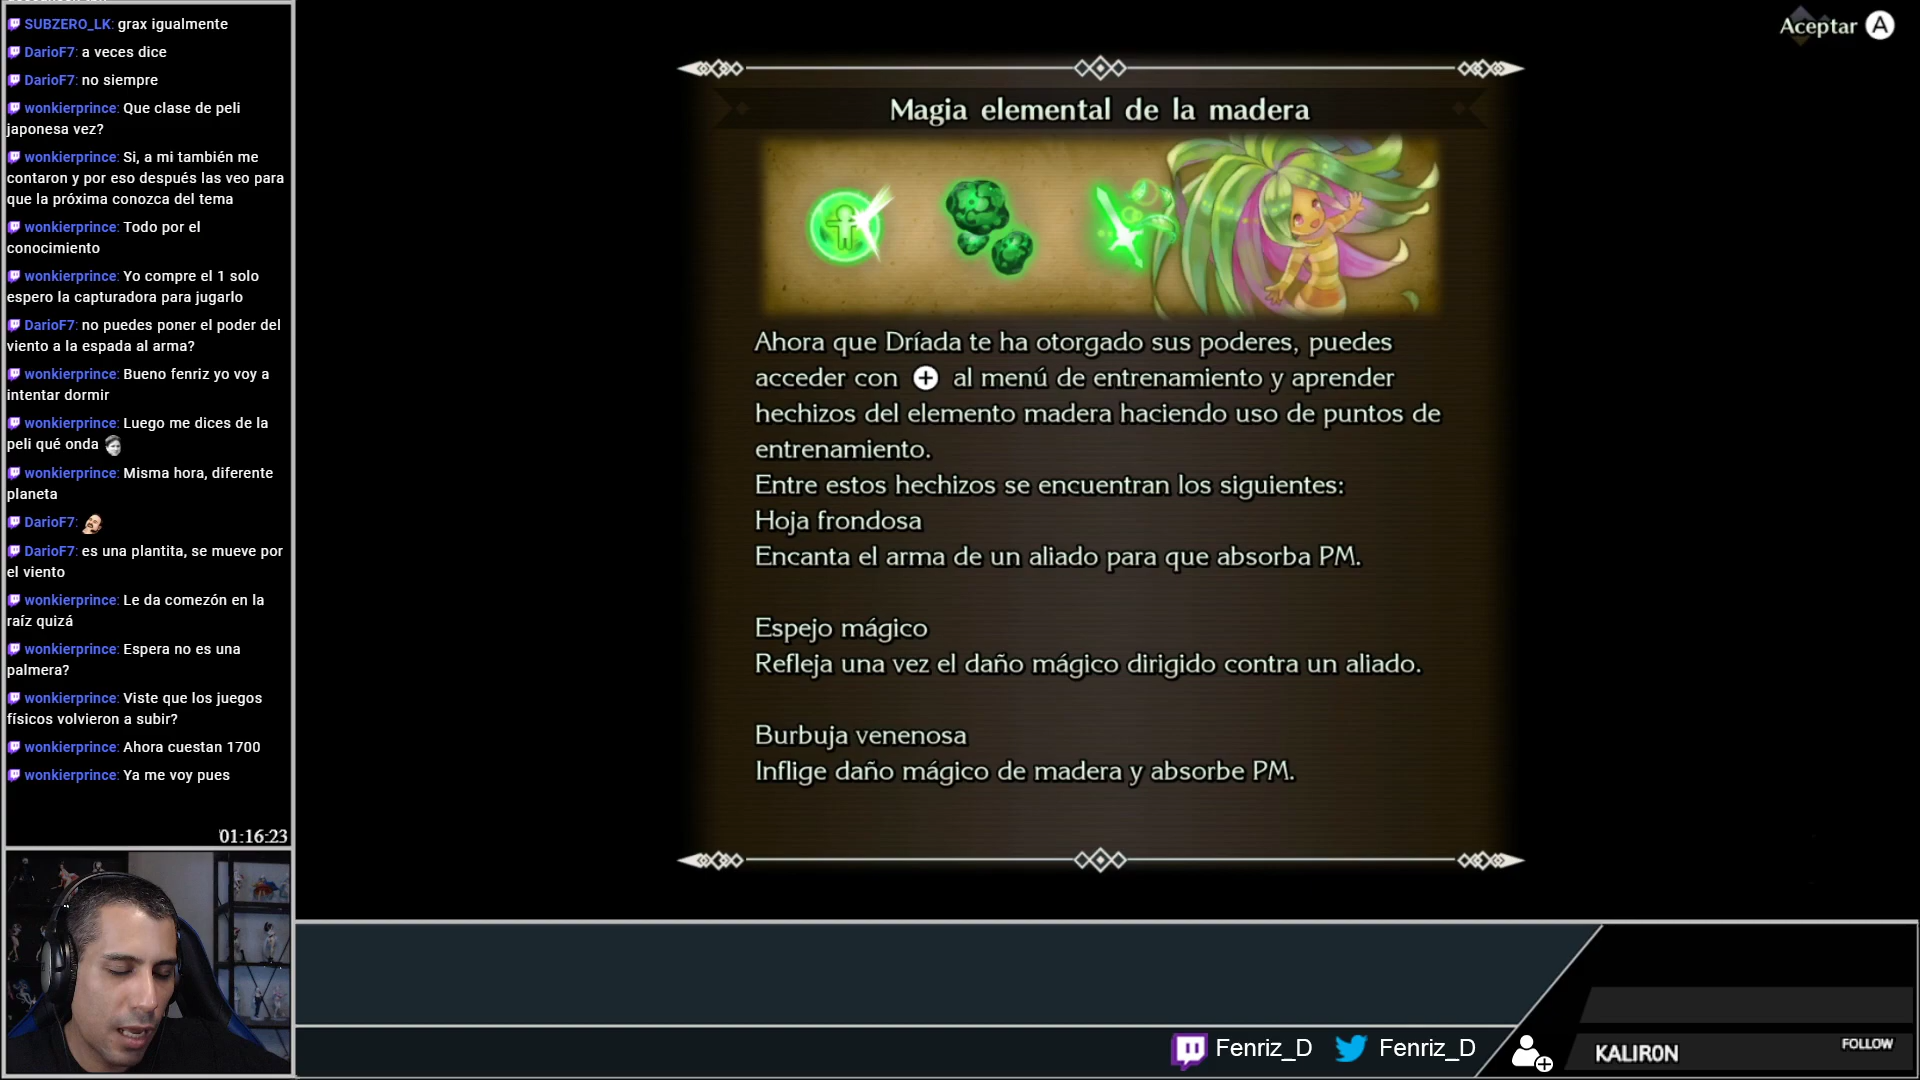 SUBZERO_LK: grax igualmente
DarioF7: a veces dice
DarioF7: no siempre
wonkierprince: Que clase de peli
japonesa vez?
wonkierprince: Si, a mi también me
contaron y por eso después las veo para
que la próxima conozca del tema
wonkierprince: Todo por el
conocimiento
wonkierprince: Yo compre el 1 solo
espero la capturadora para jugarlo
DarioF7: no puedes poner el poder del
viento a la espada al arma?
wonkierprince: Bueno fenriz yo voy a
intentar dormir
wonkierprince: Luego me dices de la
peli qué onda
wonkierprince: Misma hora, diferente
planeta
DarioF7:
DarioF7: es una plantita, se mueve por
el viento
wonkierprince: Le da comezón en la
raíz quizá
wonkierprince: Espera no es una
palmera?
wonkierprince: Viste que los juegos
físicos volvieron a subir?
wonkierprince: Ahora cuestan 1700
wonkierprince: Ya me voy pues
01:16:23
Aceptar A
Magia elemental de la madera
Ahora que Dríada te ha otorgado sus poderes, puedes
acceder con + al menú de entrenamiento y aprender
hechizos del elemento madera haciendo uso de puntos de
entrenamiento.
Entre estos hechizos se encuentran los siguientes:
Hoja frondosa
Encanta el arma de un aliado para que absorba PM.
Espejo mágico
Refleja una vez el daño mágico dirigido contra un aliado.
Burbuja venenosa
Inflige daño mágico de madera y absorbe PM.
Fenriz_D Fenriz_D
KALIR0N FOLLOW